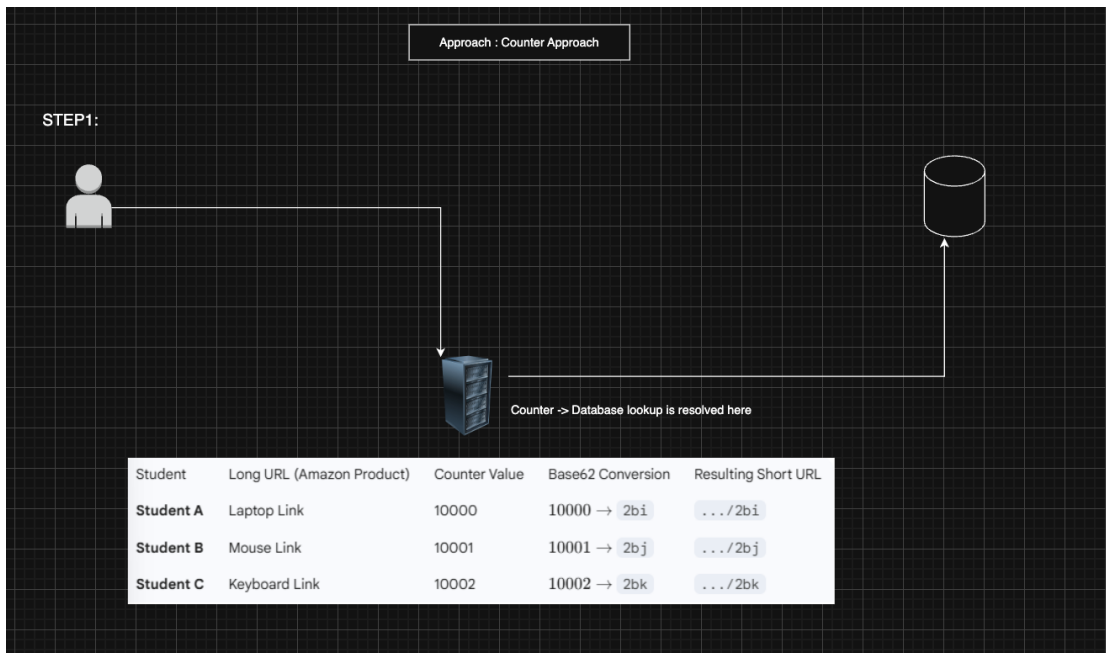 Approach : Counter Approach
STEP1:
Counter -> Database lookup is resolved here
Student Long URL (Amazon Product) Counter Value Base62 Conversion Resulting Short URL
Student A Laptop Link 10000 10000 → 2bi .../2bi
Student B Mouse Link 10001 10001 → 2bj .../2bj
Student C Keyboard Link 10002 10002 → 2bk .../2bk